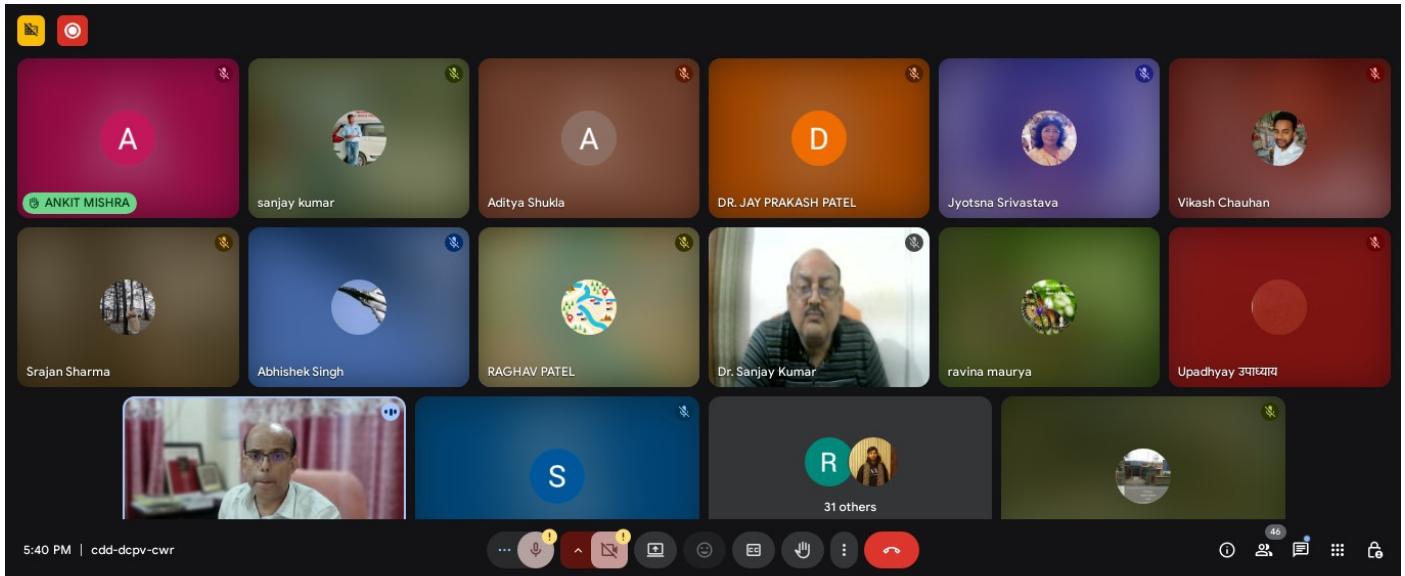 A
ANKIT MISHRA
sanjay kumar
A
Aditya Shukla
D
DR. JAY PRAKASH PATEL
Jyotsna Srivastava
Vikash Chauhan
Srajan Sharma
Abhishek Singh
RAGHAV PATEL
Dr. Sanjay Kumar
ravina maurya
Upadhyay उपाध्याय
S
R
31 others
5:40 PM | cdd-dcpv-cwr
46